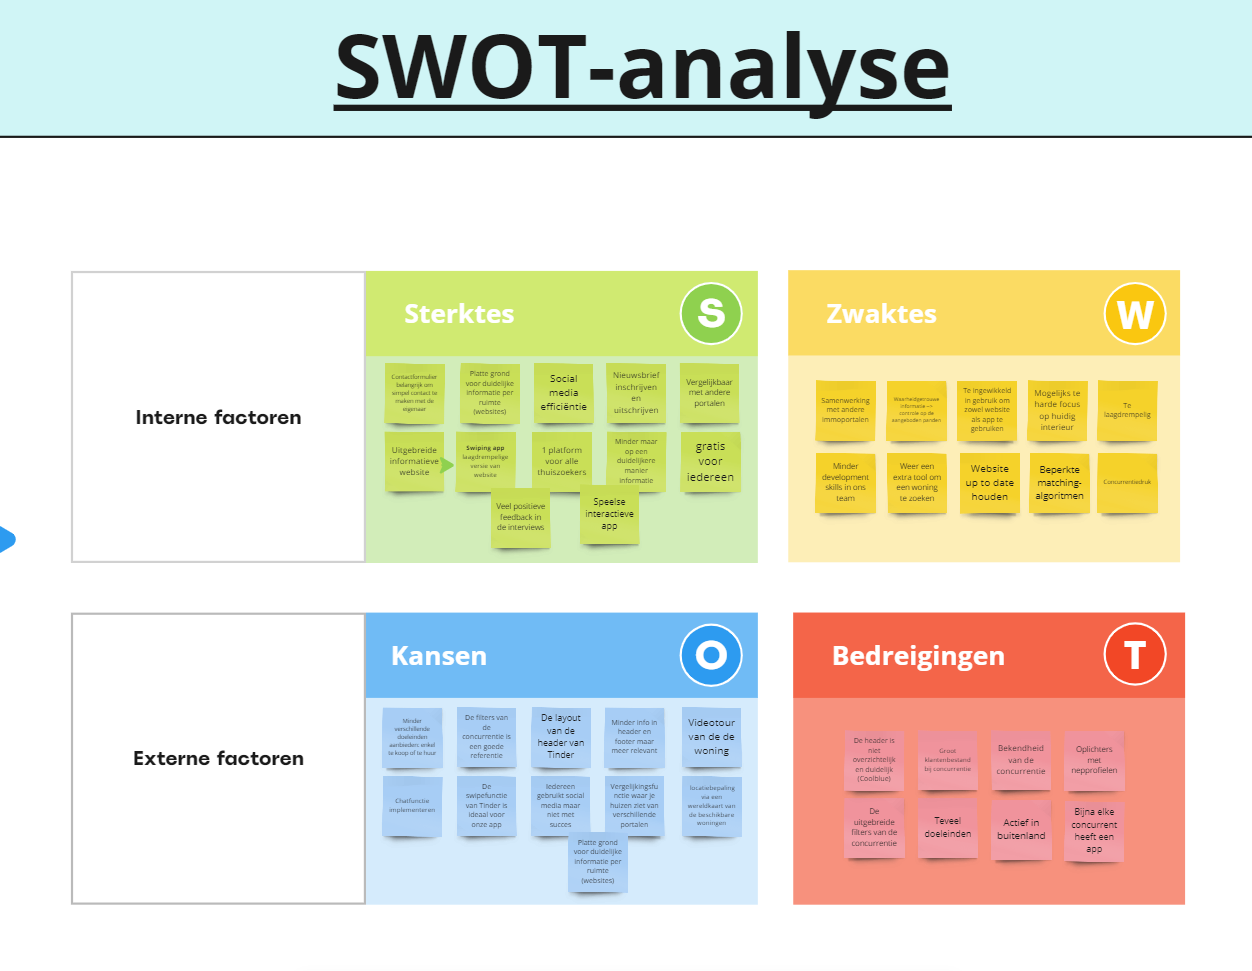 SWOT-analyse
Interne factoren
Sterktes
S
Contactformulier
belangrijk om
simpel contact te
maken met de
eigenaar
Platte grond
voor duidelijke
informatie per
ruimte
(websites)
Social
media
efficiëntie
Nieuwsbrief
inschrijven
en
uitschrijven
Vergelijkbaar
met andere
portalen
Uitgebreide
informatieve
website
Swiping app
laagdrempelige
versie van
website
1 platform
voor alle
thuiszoekers
Minder maar
op een
duidelijkere
manier
informatie
gratis
voor
iedereen
Veel positieve
feedback in
de interviews
Speelse
interactieve
app
Zwaktes
W
Samenwerking
met andere
immoportalen
Waarheidgetrouwe
informatie -->
controle op de
aangeboden panden
Te ingewikkeld
in gebruik om
zowel website
als app te
gebruiken
Mogelijks te
harde focus
op huidig
interieur
Te
laagdrempelig
Minder
development
skills in ons
team
Weer een
extra tool om
een woning
te zoeken
Website
up to date
houden
Beperkte
matching-
algoritmen
Concurrentiedruk
Externe factoren
Kansen
O
Minder
verschillende
doeleinden
aanbieden: enkel
te koop of te huur
De filters van
de
concurrentie is
een goede
referentie
De layout
van de
header van
Tinder
Minder info in
header en
footer maar
meer relevant
Videotour
van de de
woning
Chatfunctie
implementeren
De
swipefunctie
van Tinder is
ideaal voor
onze app
Iedereen
gebruikt social
media maar
niet met
succes
Vergelijkingsfu
nctie waar je
huizen ziet van
verschillende
portalen
locatiebepaling
via een
wereldkaart van
de beschikbare
woningen
Platte grond
voor duidelijke
informatie per
ruimte
(websites)
Bedreigingen
T
De header is
niet
overzichtelijk
en duidelijk
(Coolblue)
Groot
klantenbestand
bij concurrentie
Bekendheid
van de
concurrentie
Oplichters
met
nepprofielen
De
uitgebreide
filters van de
concurrentie
Teveel
doeleinden
Actief in
buitenland
Bijna elke
concurrent
heeft een
app